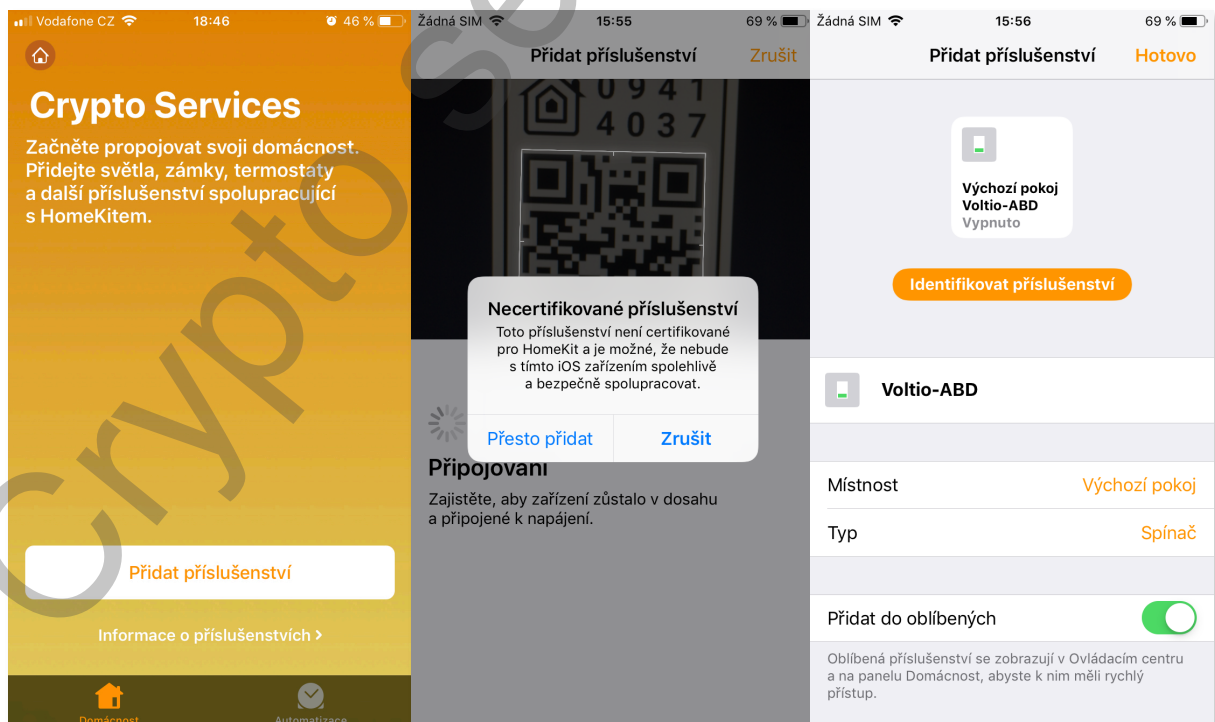 Vodafone CZ 18:46 46 %
Crypto Services
Začněte propojovat svoji domácnost.
Přidejte světla, zámky, termostaty
a další příslušenství spolupracující
s HomeKitem.
Přidat příslušenství
Informace o příslušenstvích >
Domácnost
Automatizace
Žádná SIM 15:55 69 %
Přidat příslušenství Zrušit
0941
4037
Necertifikované příslušenství
Toto příslušenství není certifikované
pro HomeKit a je možné, že nebude
s tímto iOS zařízením spolehlivě
a bezpečně spolupracovat.
Přesto přidat Zrušit
Připojování
Zajistěte, aby zařízení zůstalo v dosahu
a připojené k napájení.
Žádná SIM 15:56 69 %
Přidat příslušenství Hotovo
Výchozí pokoj
Voltio-ABD
Vypnuto
Identifikovat příslušenství
Voltio-ABD
Místnost Výchozí pokoj
Typ Spínač
Přidat do oblíbených
Oblíbená příslušenství se zobrazují v Ovládacím centru
a na panelu Domácnost, abyste k nim měli rychlý
přístup.
Crypto se